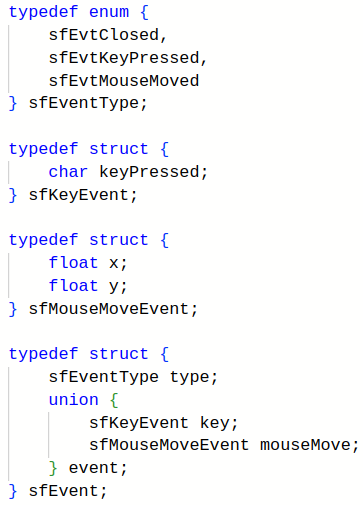 typedef enum {
    sfEvtClosed,
    sfEvtKeyPressed,
    sfEvtMouseMoved
} sfEventType;

typedef struct {
    char keyPressed;
} sfKeyEvent;

typedef struct {
    float x;
    float y;
} sfMouseMoveEvent;

typedef struct {
    sfEventType type;
    union {
        sfKeyEvent key;
        sfMouseMoveEvent mouseMove;
    } event;
} sfEvent;